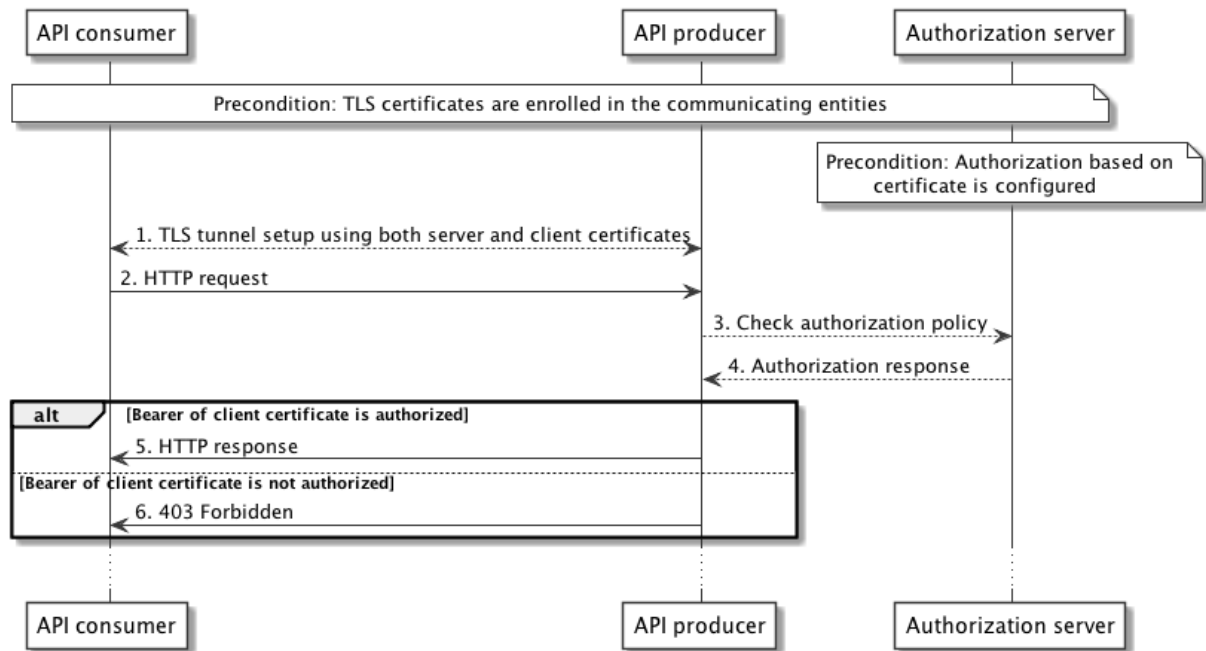 API consumer
API producer
Authorization server
Precondition: TLS certificates are enrolled in the communicating entities
Precondition: Authorization based on
certificate is configured
1. TLS tunnel setup using both server and client certificates
2. HTTP request
3. Check authorization policy
4. Authorization response
alt
[Bearer of client certificate is authorized]
5. HTTP response
[Bearer of client certificate is not authorized]
6. 403 Forbidden
API consumer
API producer
Authorization server